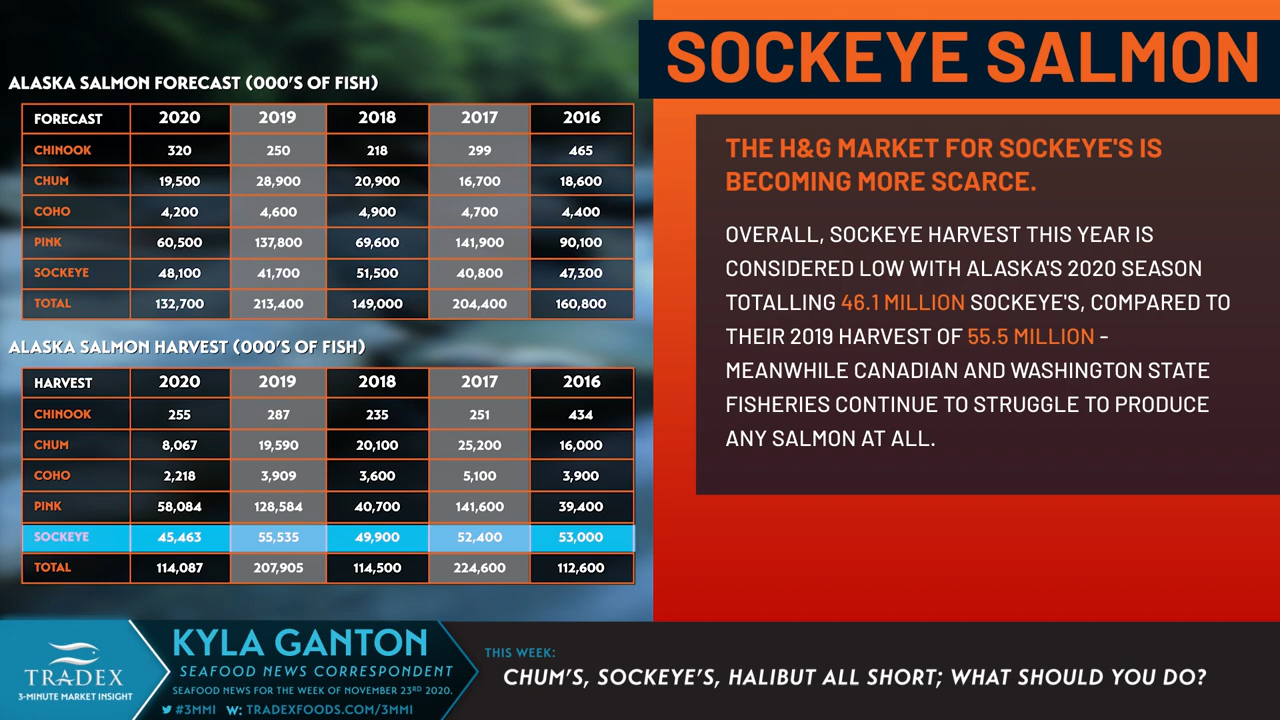 SOCKEYE SALMON
ALASKA SALMON FORECAST (000'S OF FISH)
FORECAST 2020 2019 2018 2017 2016
CHINOOK 320 250 218 299 465
CHUM 19,500 28,900 20,900 16,700 18,600
COHO 4,200 4,600 4,900 4,700 4,400
PINK 60,500 137,800 69,600 141,900 90,100
SOCKEYE 48,100 41,700 51,500 40,800 47,300
TOTAL 132,700 213,400 149,000 204,400 160,800
ALASKA SALMON HARVEST (000'S OF FISH)
HARVEST 2020 2019 2018 2017 2016
CHINOOK 255 287 235 251 434
CHUM 8,067 19,590 20,100 25,200 16,000
COHO 2,218 3,909 3,600 5,100 3,900
PINK 58,084 128,584 40,700 141,600 39,400
SOCKEYE 45,463 55,535 49,900 52,400 53,000
TOTAL 114,087 207,905 114,500 224,600 112,600
THE H&G MARKET FOR SOCKEYE'S IS
BECOMING MORE SCARCE.
OVERALL, SOCKEYE HARVEST THIS YEAR IS
CONSIDERED LOW WITH ALASKA'S 2020 SEASON
TOTALLING 46.1 MILLION SOCKEYE'S, COMPARED TO
THEIR 2019 HARVEST OF 55.5 MILLION -
MEANWHILE CANADIAN AND WASHINGTON STATE
FISHERIES CONTINUE TO STRUGGLE TO PRODUCE
ANY SALMON AT ALL.
TRADEX
3-MINUTE MARKET INSIGHT
KYLA GANTON
SEAFOOD NEWS CORRESPONDENT
SEAFOOD NEWS FOR THE WEEK OF NOVEMBER 23RD 2020.
#3MMI W: TRADEXFOODS.COM/3MMI
THIS WEEK:
CHUM'S, SOCKEYE'S, HALIBUT ALL SHORT; WHAT SHOULD YOU DO?